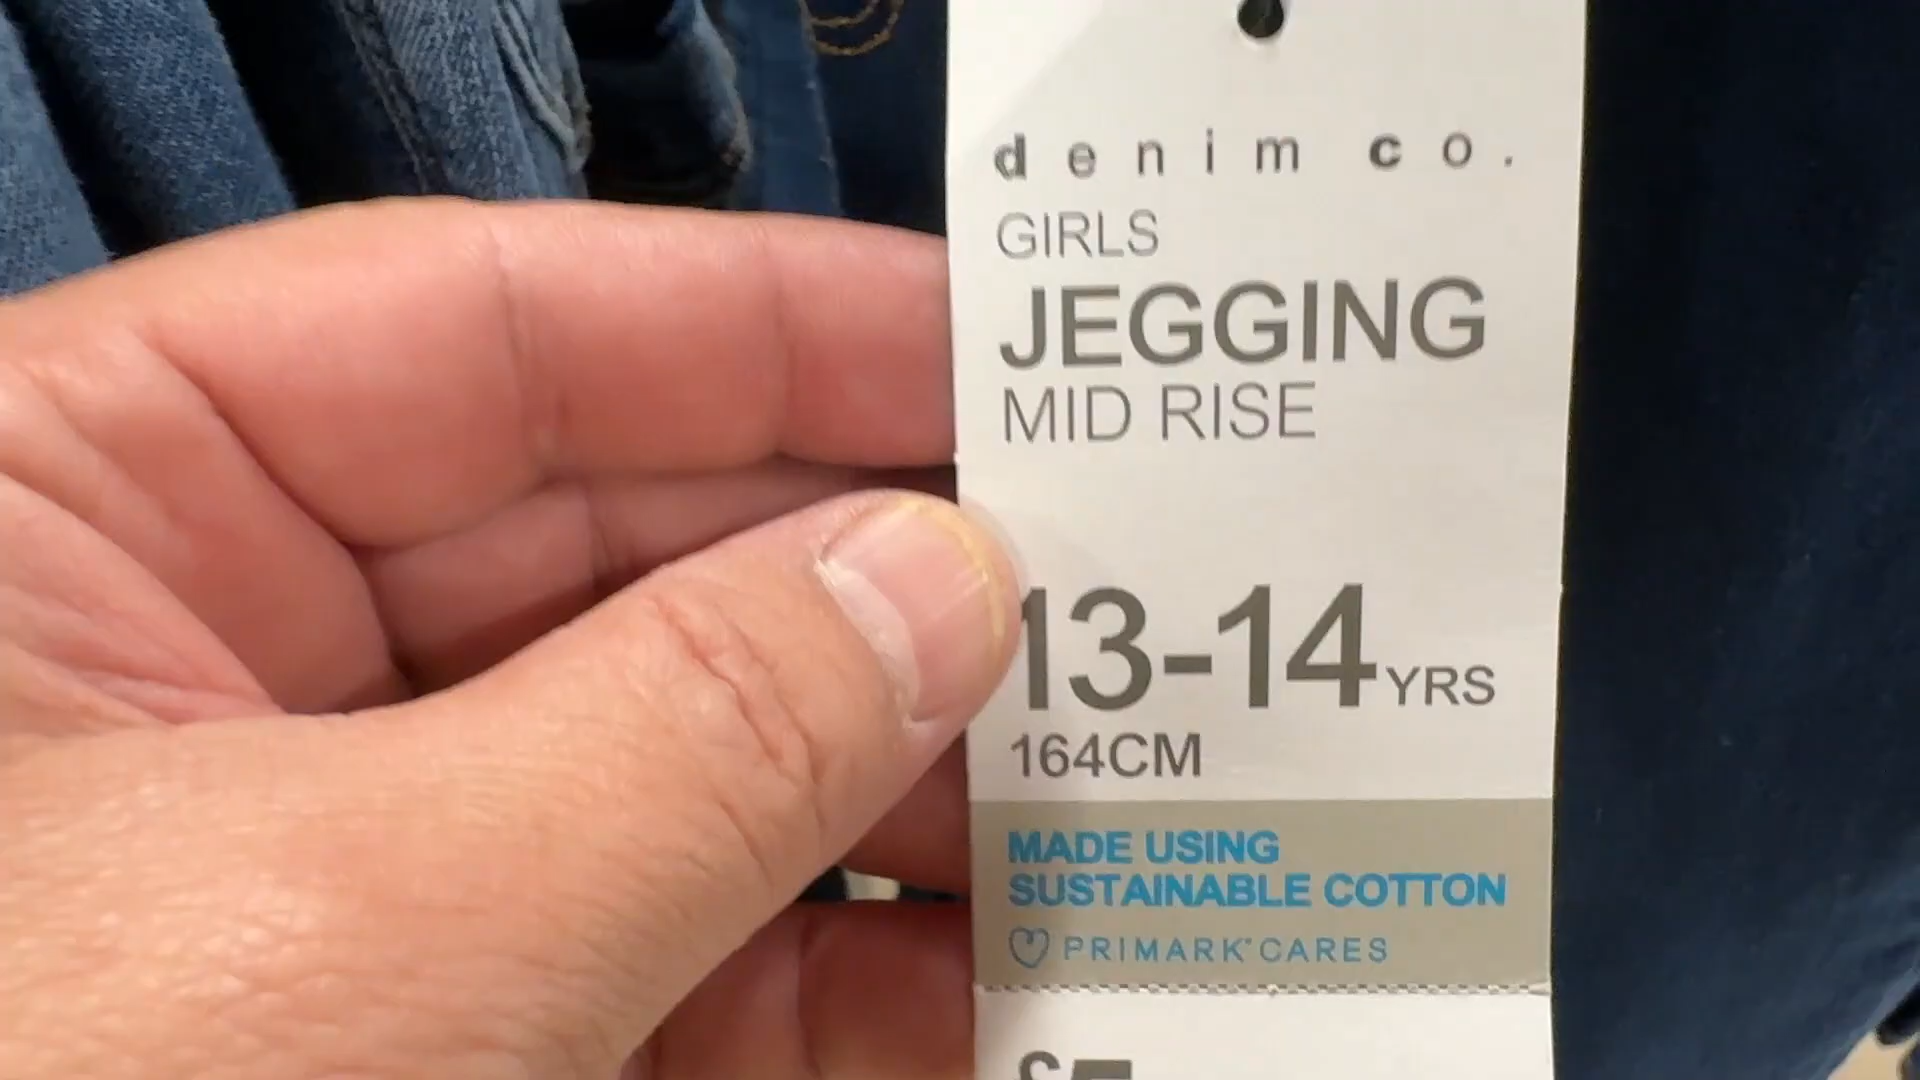 denim co.
GIRLS
JEGGING
MID RISE
13-14 YRS
164CM
MADE USING
SUSTAINABLE COTTON
PRIMARK® CARES